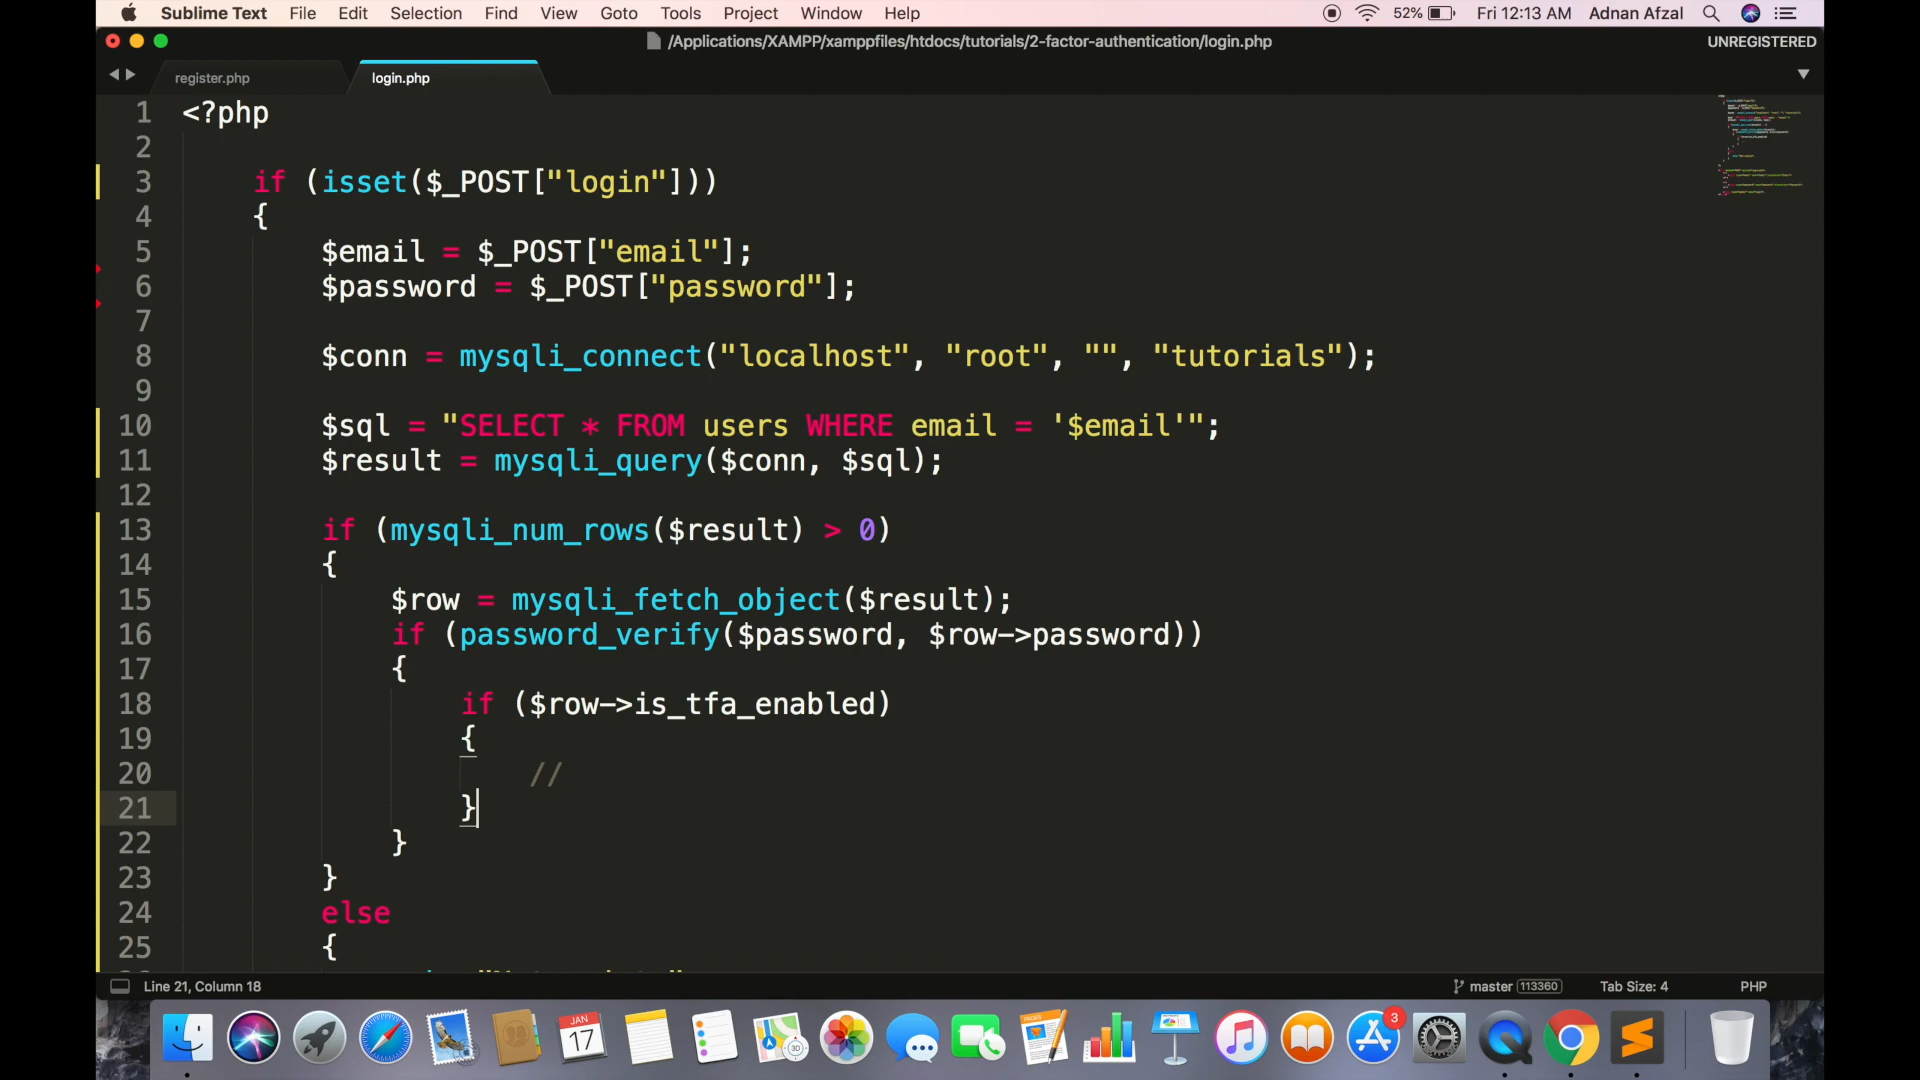 Sublime Text File Edit Selection Find View Goto Tools Project Window Help 52% Fri 12:13 AM Adnan Afzal
/Applications/XAMPP/xamppfiles/htdocs/tutorials/2-factor-authentication/login.php UNREGISTERED
register.php login.php
1 <?php
2
3 if (isset($_POST["login"]))
4 {
5 $email = $_POST["email"];
6 $password = $_POST["password"];
7
8 $conn = mysqli_connect("localhost", "root", "", "tutorials");
9
10 $sql = "SELECT * FROM users WHERE email = '$email'";
11 $result = mysqli_query($conn, $sql);
12
13 if (mysqli_num_rows($result) > 0)
14 {
15 $row = mysqli_fetch_object($result);
16 if (password_verify($password, $row->password))
17 {
18 if ($row->is_tfa_enabled)
19 {
20 //
21 }
22 }
23 }
24 else
25 {
Line 21, Column 18 master 113360 Tab Size: 4 PHP
JAN
17
PAGES
3